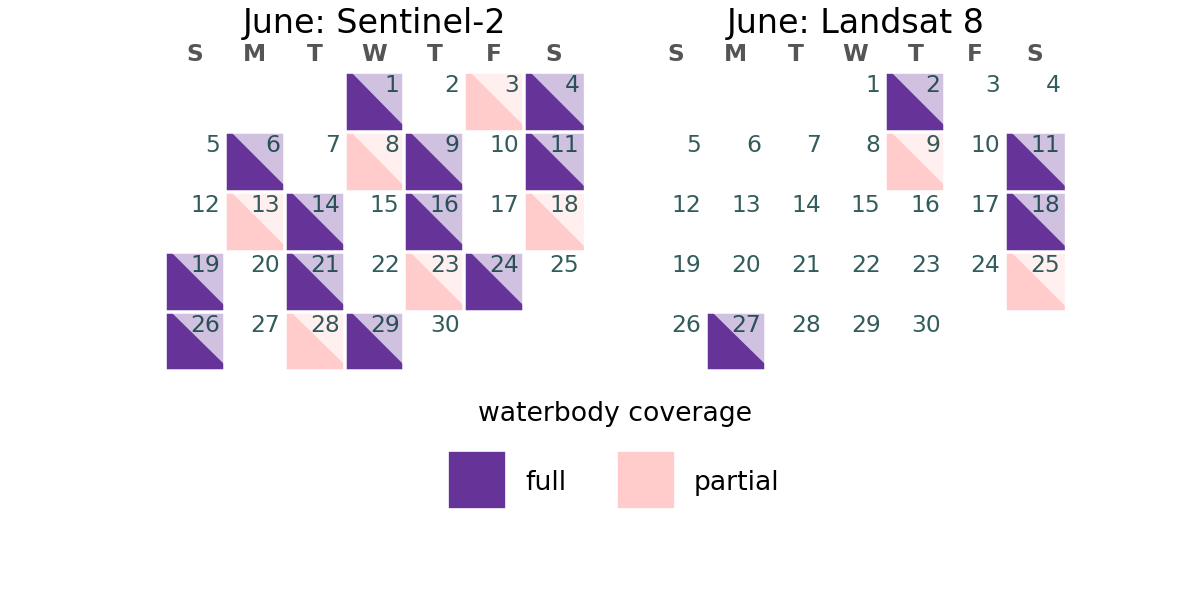 June: Sentinel-2
S M T W T F S
1 2 3 4
5 6 7 8 9 10 11
12 13 14 15 16 17 18
19 20 21 22 23 24 25
26 27 28 29 30
June: Landsat 8
S M T W T F S
1 2 3 4
5 6 7 8 9 10 11
12 13 14 15 16 17 18
19 20 21 22 23 24 25
26 27 28 29 30
waterbody coverage
full partial